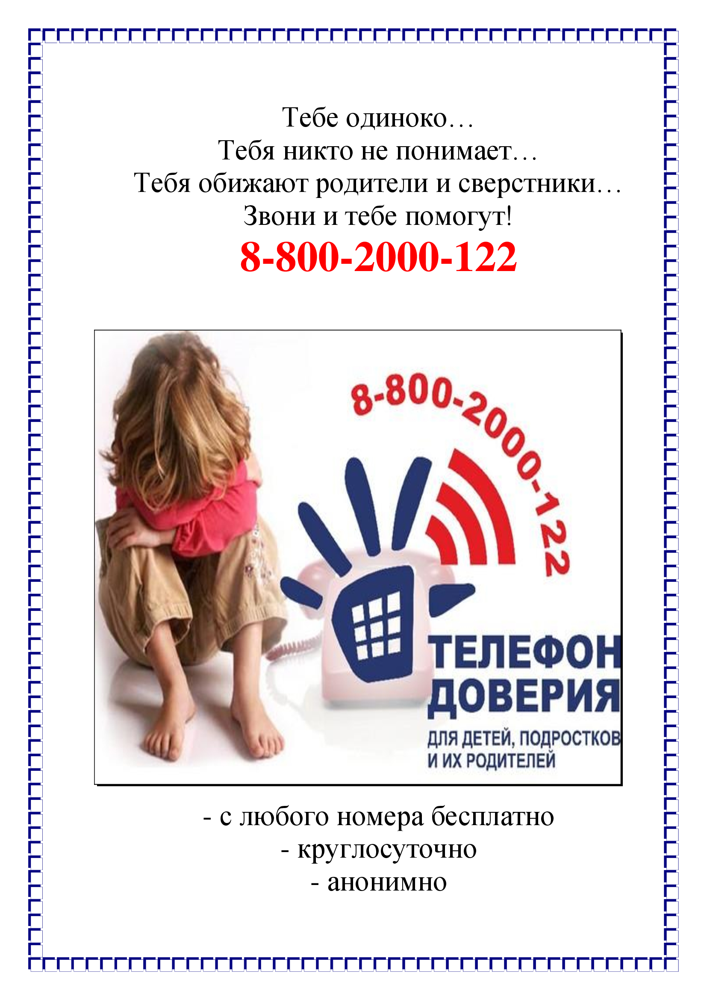 Тебе одиноко…
Тебя никто не понимает…
Тебя обижают родители и сверстники…
Звони и тебе помогут!
8-800-2000-122
8-800-2000-122
ТЕЛЕФОН
ДОВЕРИЯ
ДЛЯ ДЕТЕЙ, ПОДРОСТКОВ
И ИХ РОДИТЕЛЕЙ
- с любого номера бесплатно
- круглосуточно
- анонимно